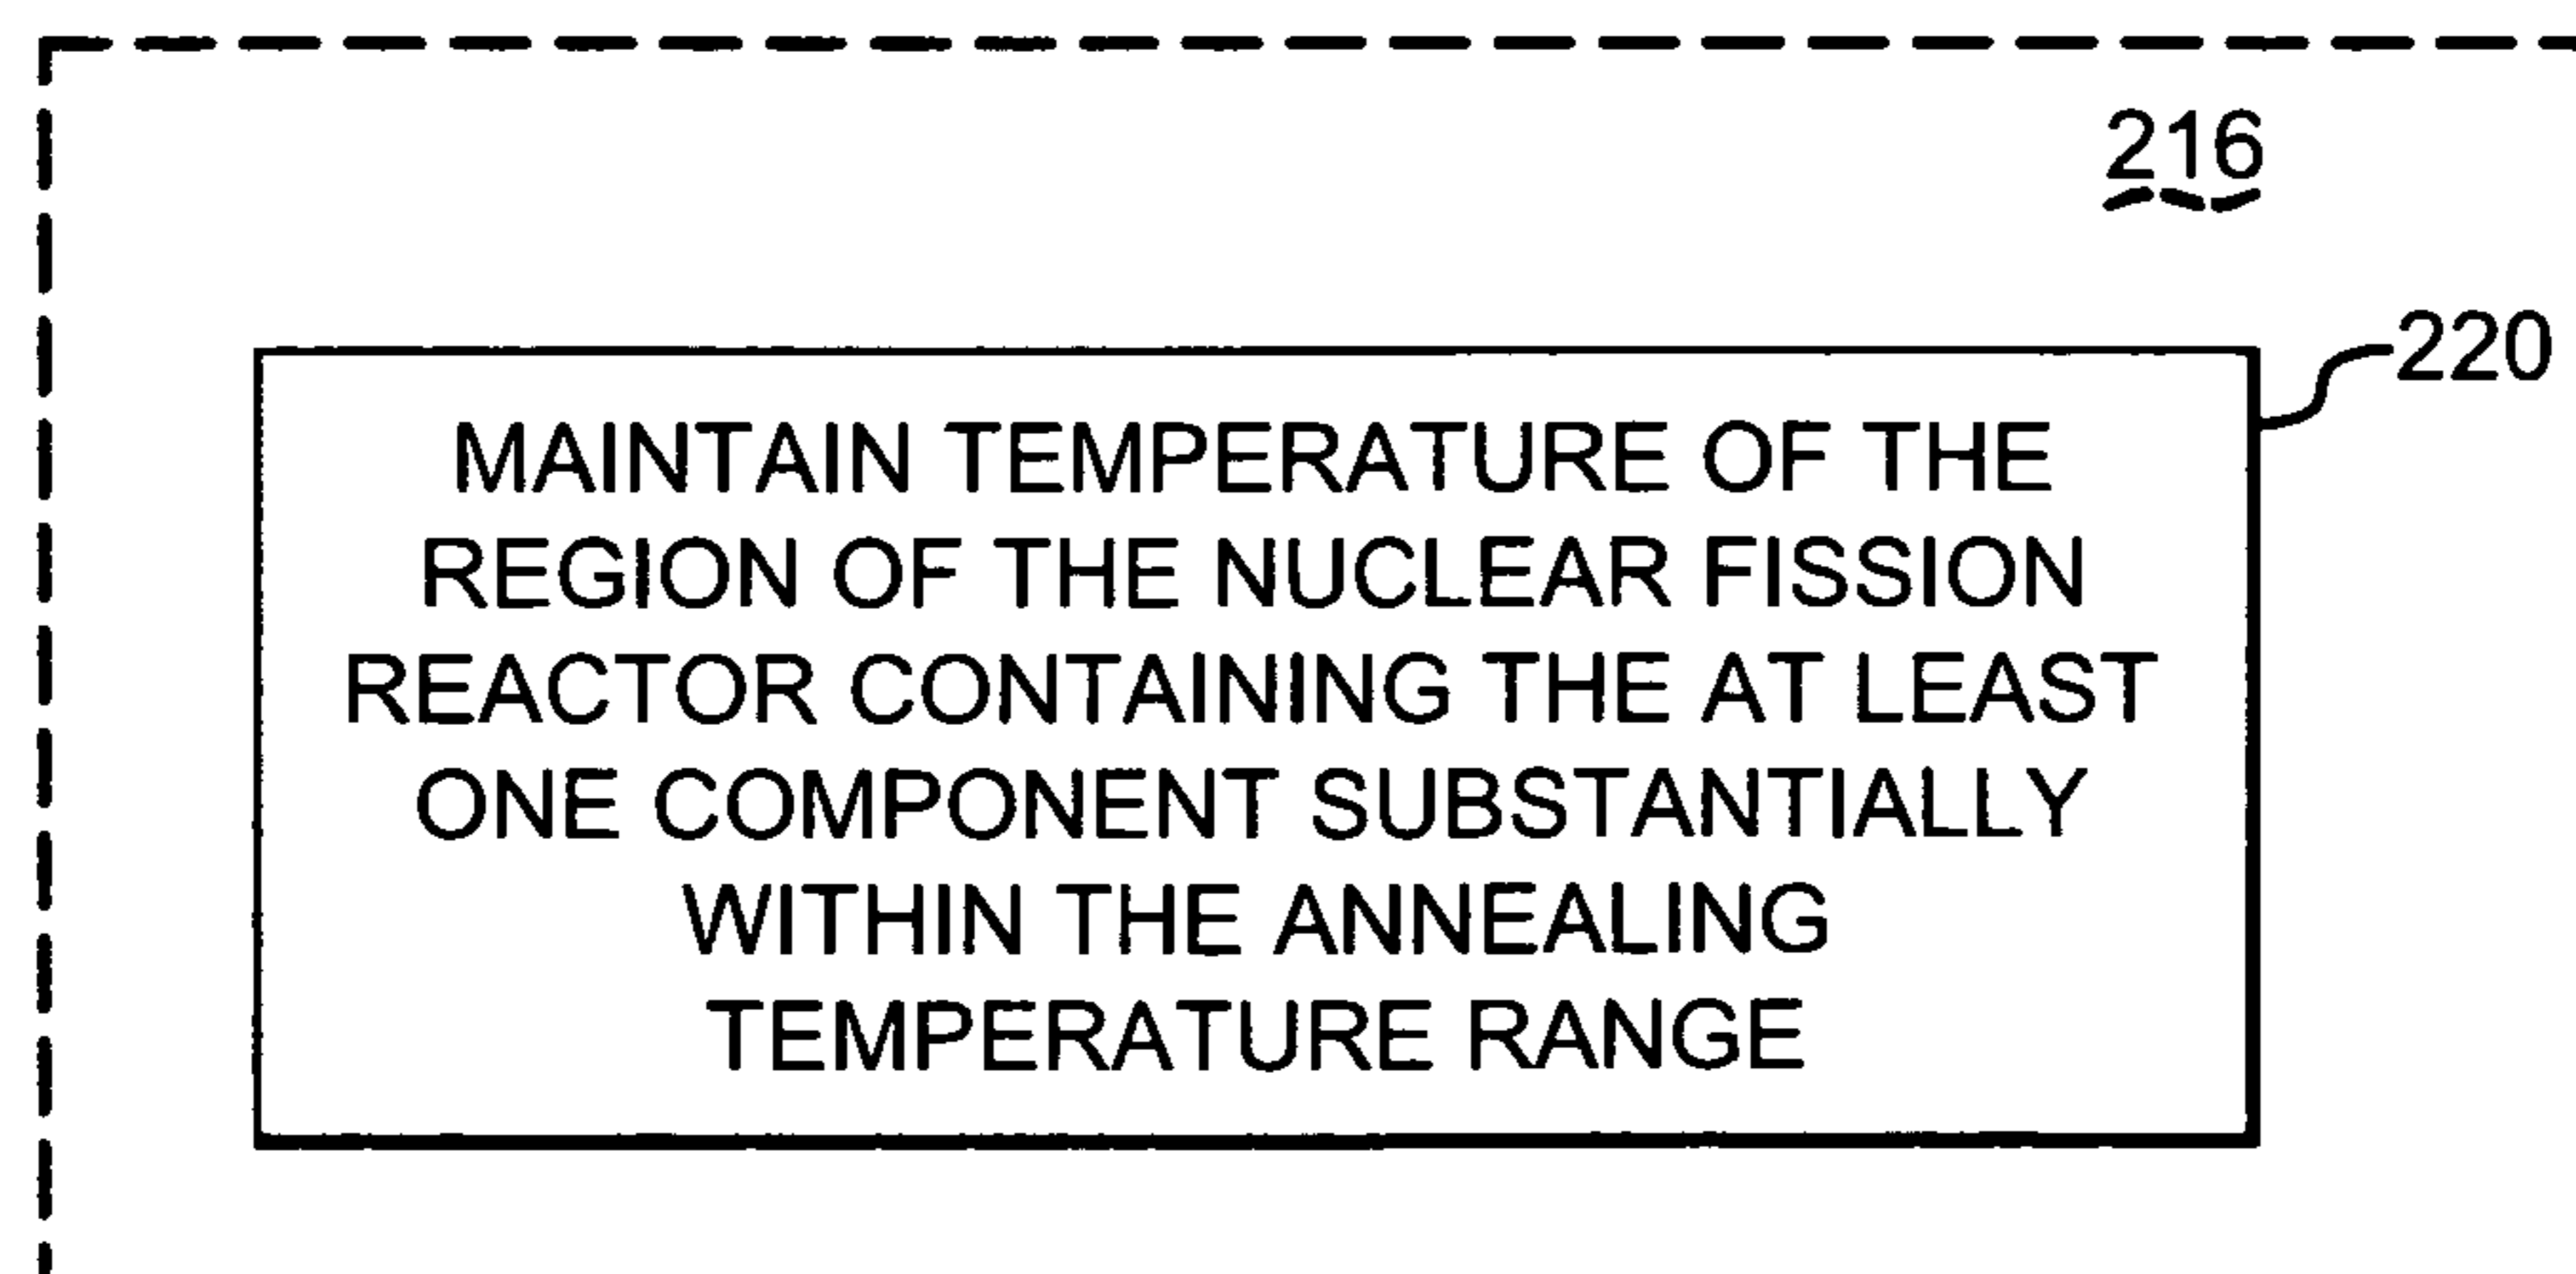 216
220
MAINTAIN TEMPERATURE OF THE
REGION OF THE NUCLEAR FISSION
REACTOR CONTAINING THE AT LEAST
ONE COMPONENT SUBSTANTIALLY
WITHIN THE ANNEALING
TEMPERATURE RANGE